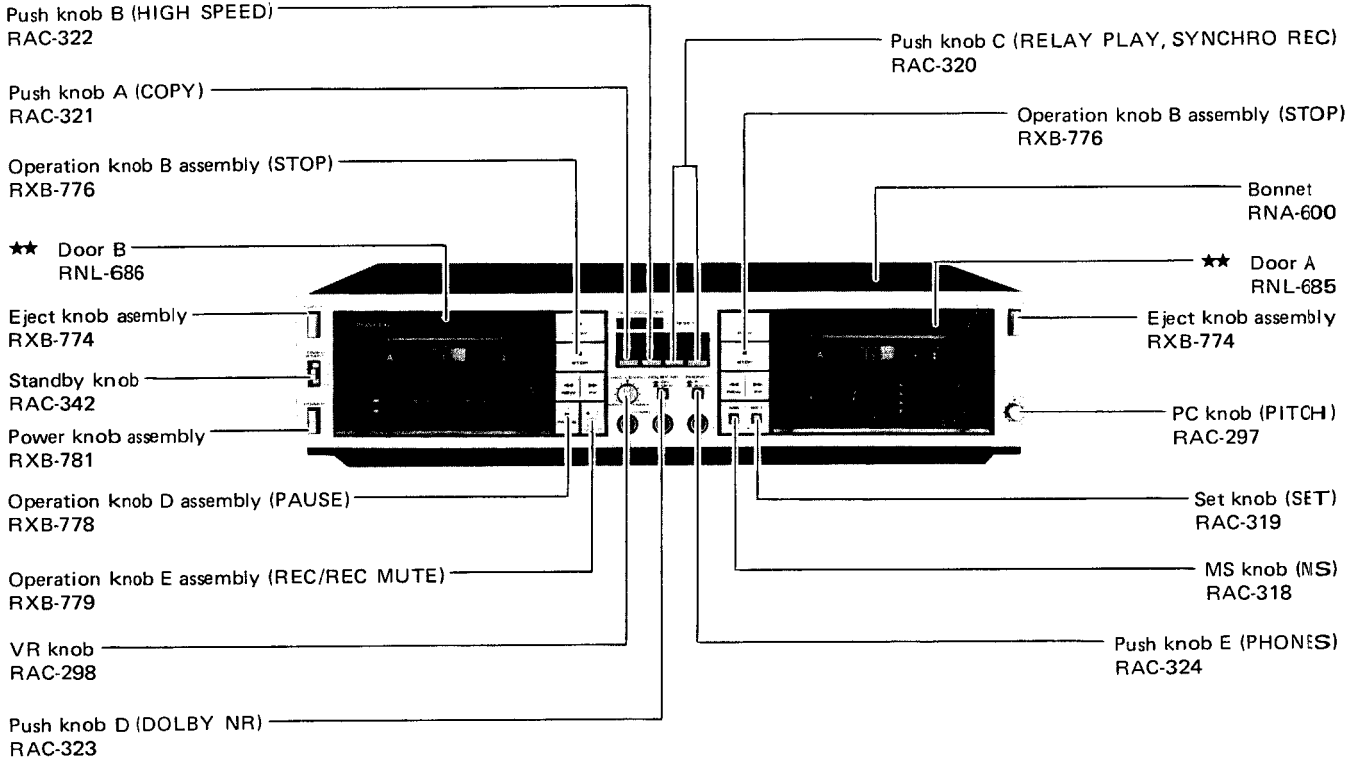 Push knob B (HIGH SPEED)
RAC-322
Push knob A (COPY)
RAC-321
Operation knob B assembly (STOP)
RXB-776
★★ Door B
RNL-686
Eject knob asembly
RXB-774
Standby knob
RAC-342
Power knob assembly
RXB-781
Operation knob D assembly (PAUSE)
RXB-778
Operation knob E assembly (REC/REC MUTE)
RXB-779
VR knob
RAC-298
Push knob D (DOLBY NR)
RAC-323
Push knob C (RELAY PLAY, SYNCHRO REC)
RAC-320
Operation knob B assembly (STOP)
RXB-776
Bonnet
RNA-600
★★ Door A
RNL-685
Eject knob assembly
RXB-774
PC knob (PITCH)
RAC-297
Set knob (SET)
RAC-319
MS knob (MS)
RAC-318
Push knob E (PHONES)
RAC-324
STOP
STOP